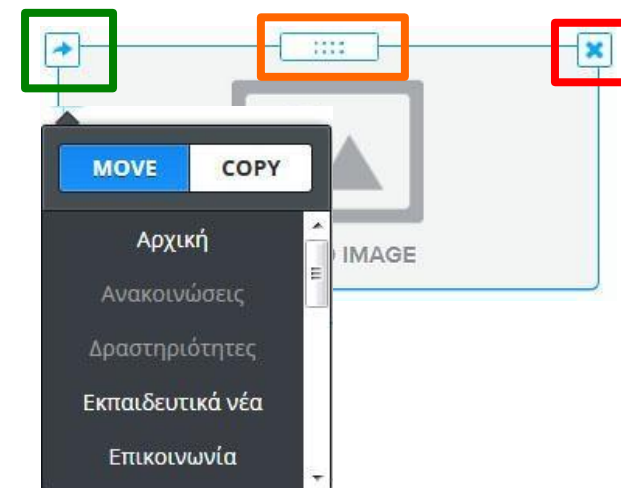 MOVE COPY
Αρχική
IMAGE
Ανακοινώσεις
Δραστηριότητες
Εκπαιδευτικά νέα
Επικοινωνία